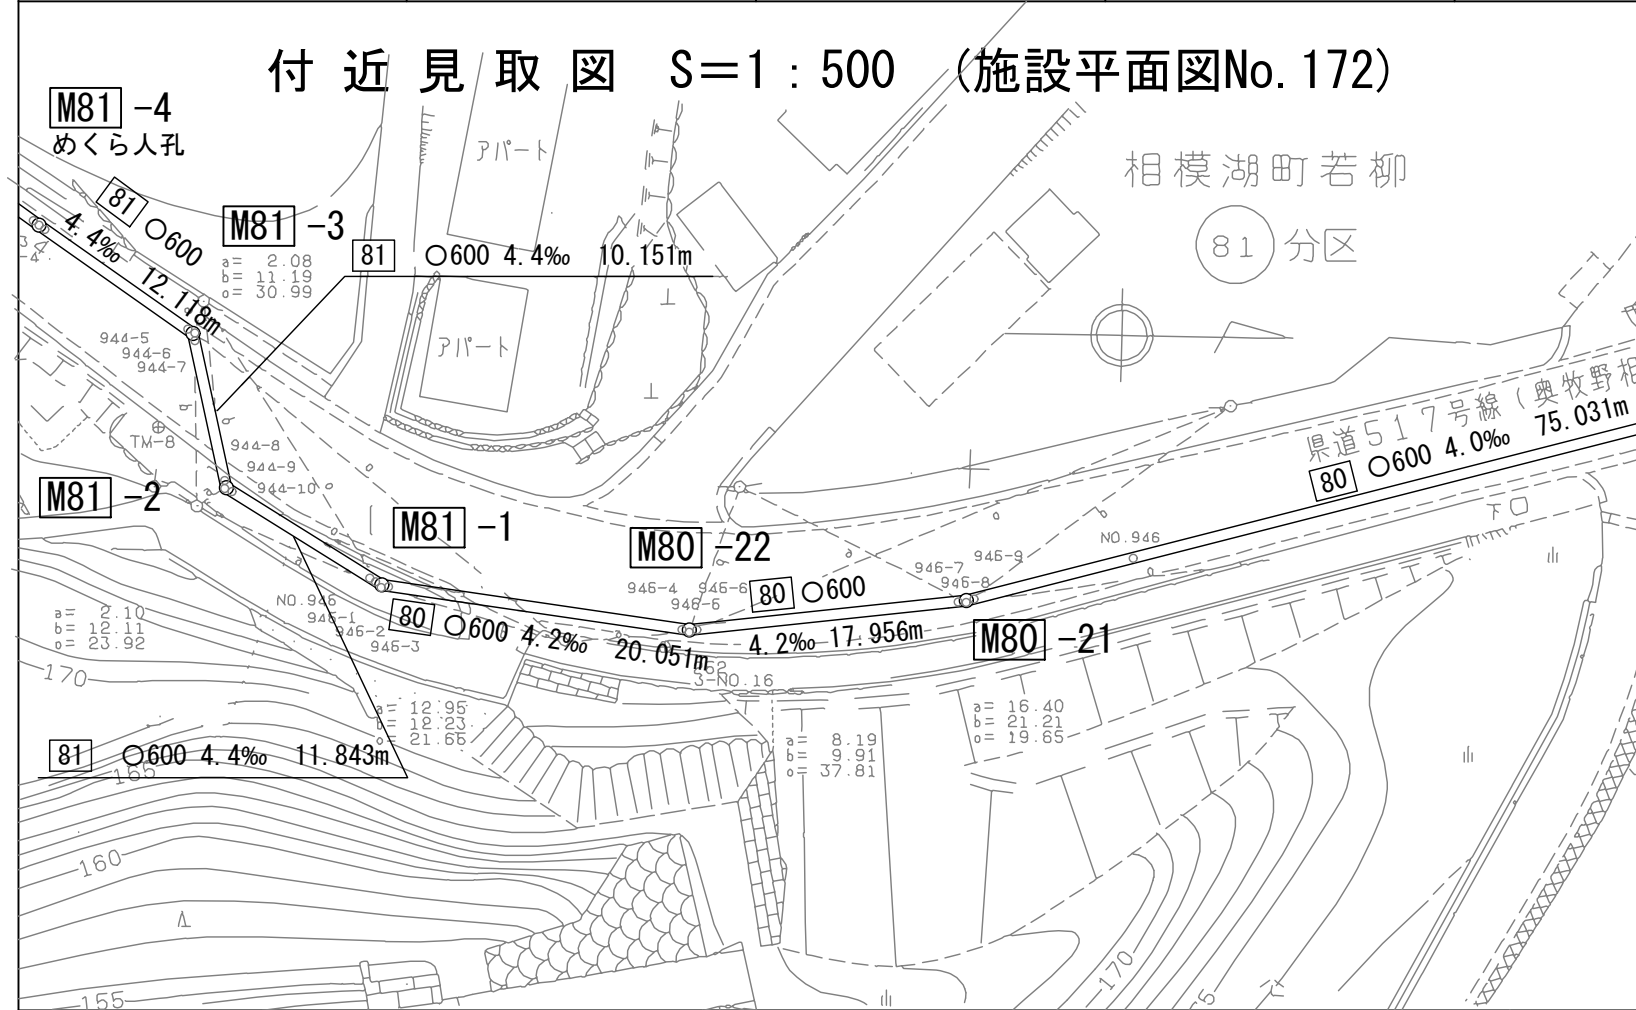 付近見取図 S=1:500 (施設平面図No.172)
M81 -4
めくら人孔
相模湖町若柳
81 分区
アパート
81 ○600
4.4‰ 12.118m
M81 -3
a= 2.08
b= 11.19
c= 30.99
81 ○600 4.4‰ 10.151m
アパート
944-5
944-6
944-7
TM-8
944-8
944-9
944-10
M81 -2
M81 -1
M80 -22
県道517号線(奥牧野相
80 ○600 4.0‰ 75.031m
下口
NO.946
946-7
945-9
946-8
946-4
946-6
946-5
80 ○600
4.2‰ 17.956m
M80 -21
NO.945
945-1
945-2
945-3
80 ○600 4.2‰ 20.051m
3-NO.16
a= 2.10
b= 12.11
c= 23.92
170
a= 12.95
b= 12.23
c= 21.66
a= 16.40
b= 21.21
c= 19.65
a= 8.19
b= 9.91
c= 37.81
81 ○600 4.4‰ 11.843m
165
160
155
170